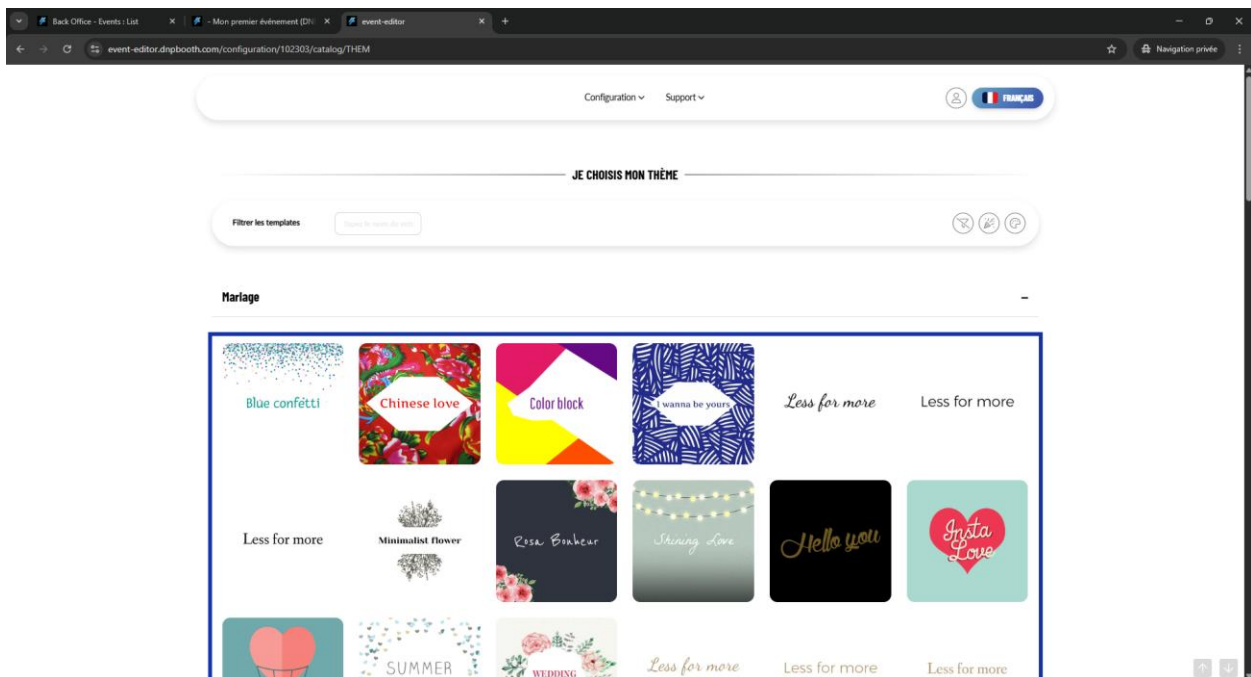 Back Office - Events : List
- Mon premier événement (DN
event-editor
event-editor.dnpbooth.com/configuration/102303/catalog/THEM
Navigation privée
Configuration
Support
FRANÇAIS
JE CHOISIS MON THÈME
Filtrer les templates
Mariage
Blue confetti
Chinese love
Color block
I wanna be yours
Less for more
Less for more
Less for more
Minimalist flower
Rosa Bonheur
Shining Love
Hello you
Insta
Love
SUMMER
WEDDING
Less for more
Less for more
Less for more